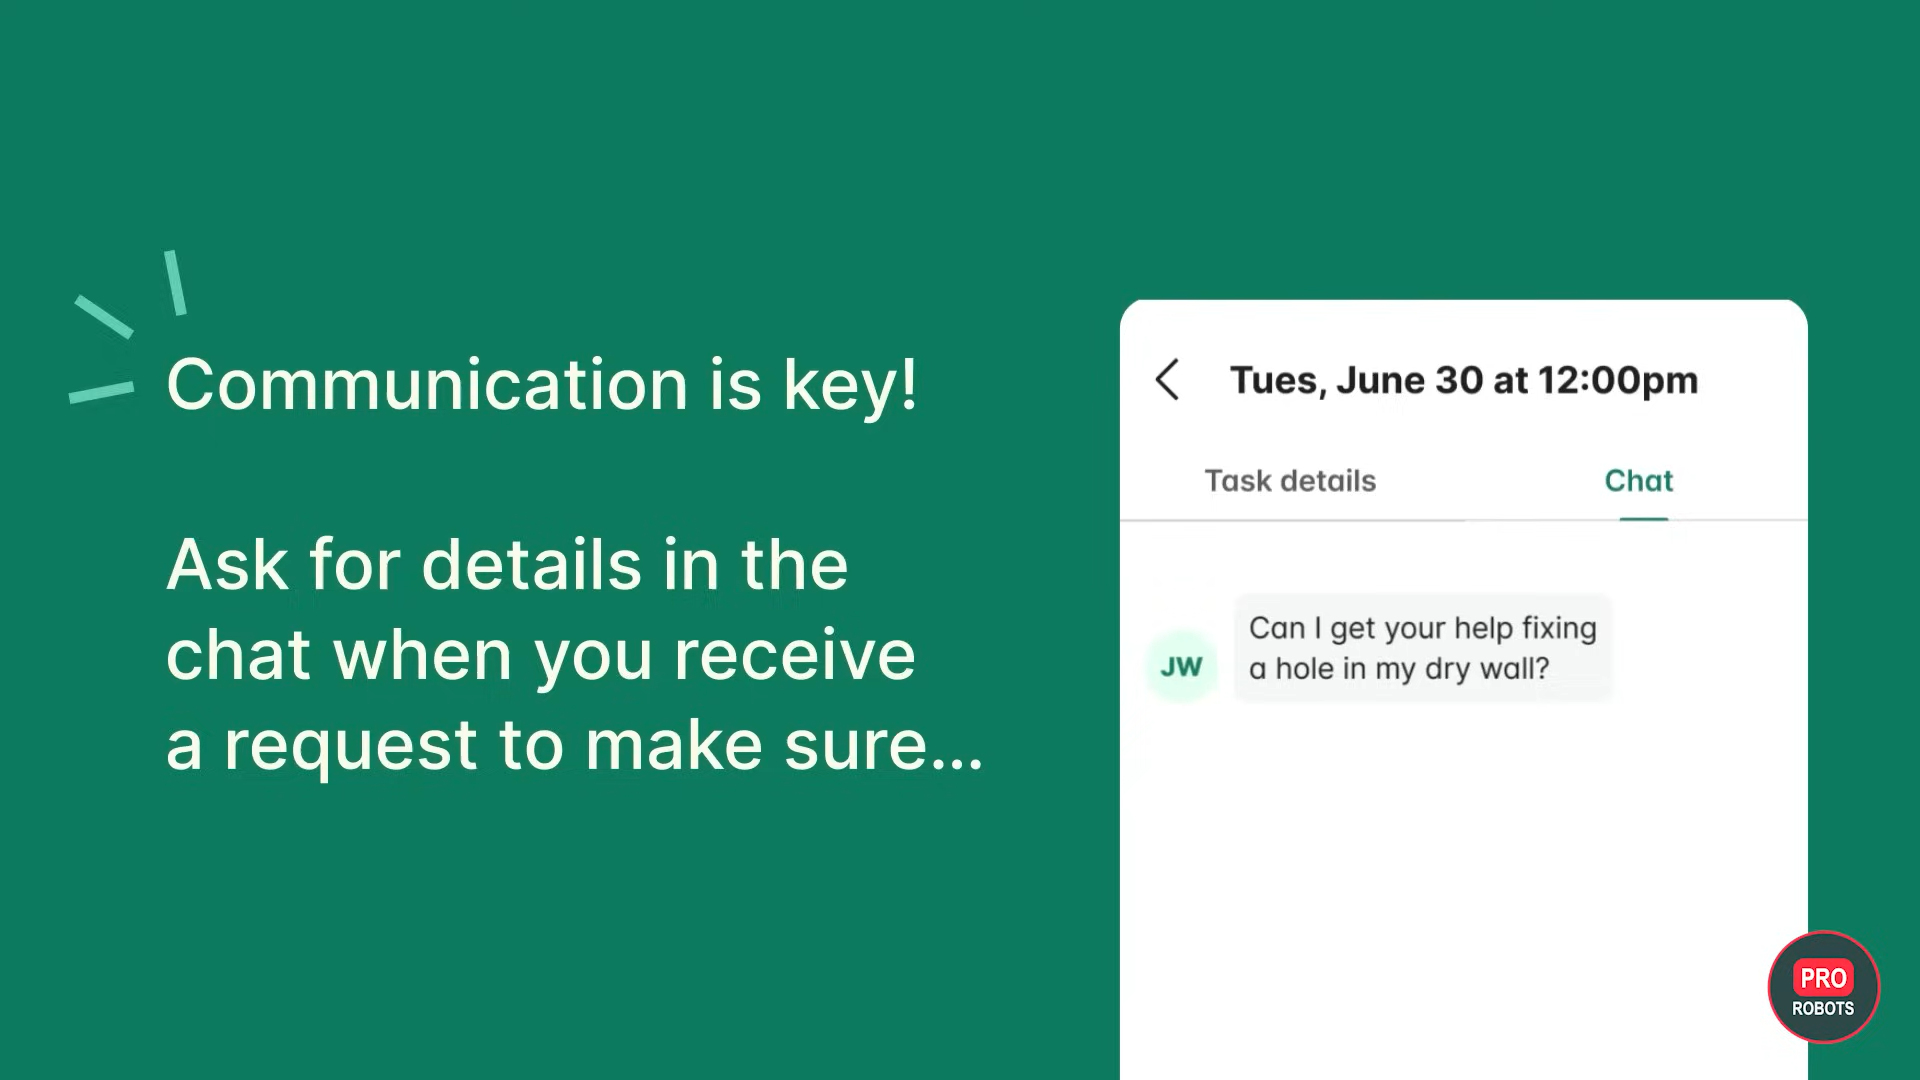 Communication is key!
Ask for details in the
chat when you receive
a request to make sure...
Tues, June 30 at 12:00pm
Task details
Chat
JW
Can I get your help fixing
a hole in my dry wall?
PRO
ROBOTS